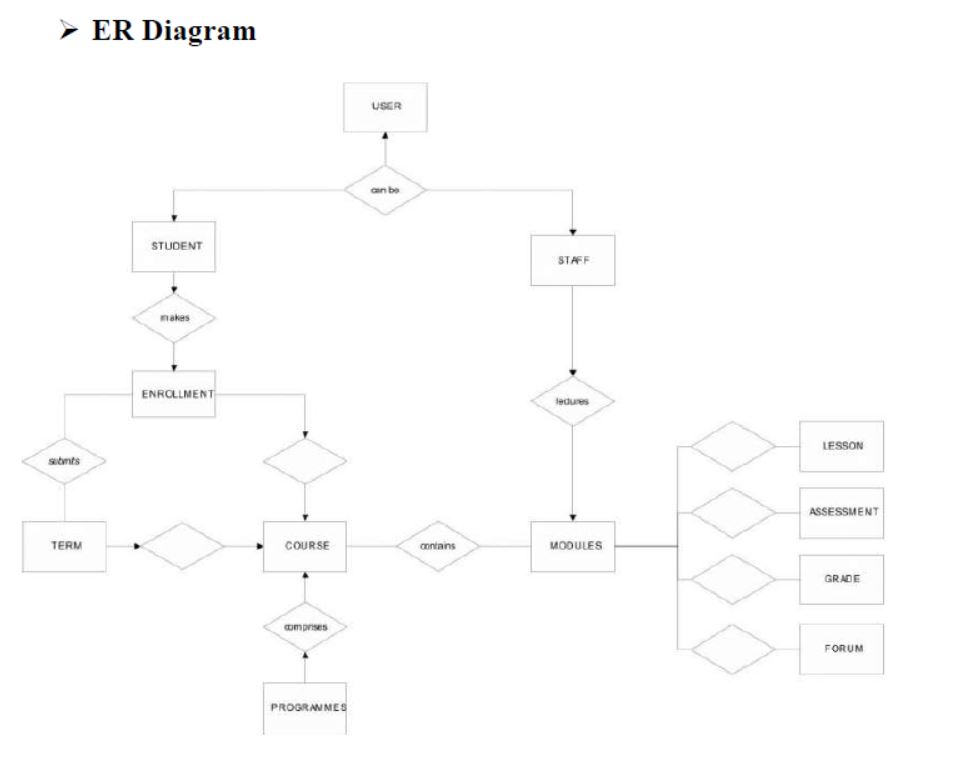 ➢ ER Diagram
USER
can be
STUDENT
STAFF
makes
ENROLLMENT
lectures
submits
LESSON
ASSESSMENT
TERM
COURSE
contains
MODULES
GRADE
comprises
FORUM
PROGRAMMES